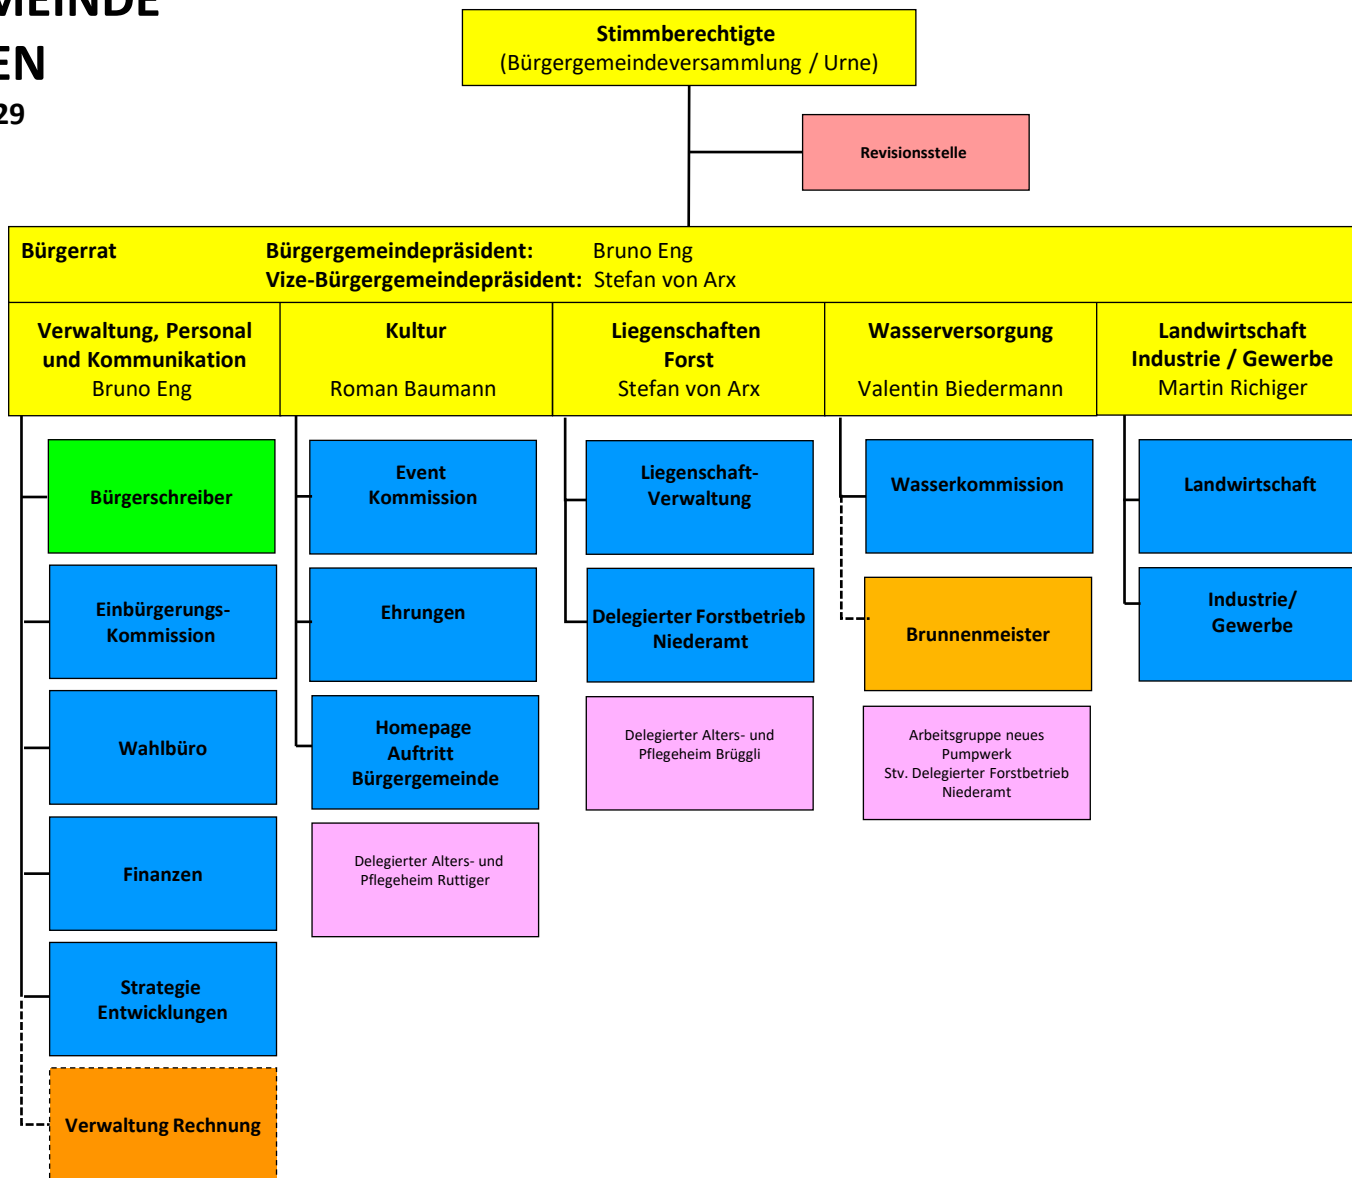 MEINDE
EN
29
Stimmberechtigte
(Bürgergemeindeversammlung / Urne)
Revisionsstelle
Bürgerrat Bürgergemeindepräsident: Bruno Eng
Vize-Bürgergemeindepräsident: Stefan von Arx
Verwaltung, Personal
und Kommunikation
Bruno Eng
Kultur
Roman Baumann
Liegenschaften
Forst
Stefan von Arx
Wasserversorgung
Valentin Biedermann
Landwirtschaft
Industrie / Gewerbe
Martin Richiger
Bürgerschreiber
Einbürgerungs-
Kommission
Wahlbüro
Finanzen
Strategie
Entwicklungen
Verwaltung Rechnung
Event
Kommission
Ehrungen
Homepage
Auftritt
Bürgergemeinde
Delegierter Alters- und
Pflegeheim Ruttiger
Liegenschaft-
Verwaltung
Delegierter Forstbetrieb
Niederamt
Delegierter Alters- und
Pflegeheim Brüggli
Wasserkommission
Brunnenmeister
Arbeitsgruppe neues
Pumpwerk
Stv. Delegierter Forstbetrieb
Niederamt
Landwirtschaft
Industrie/
Gewerbe